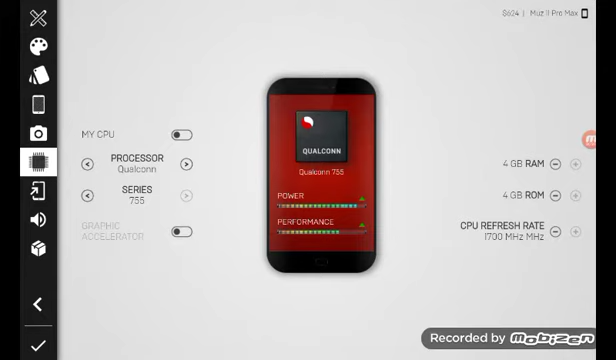 $624 | Muz II Pro Max
MY CPU
PROCESSOR
Qualconn
SERIES
755
GRAPHIC
ACCELERATOR
QUALCONN
Qualconn 755
POWER
PERFORMANCE
4 GB RAM
4 GB ROM
CPU REFRESH RATE
1700 MHz MHz
M
Recorded by MOBIZEN